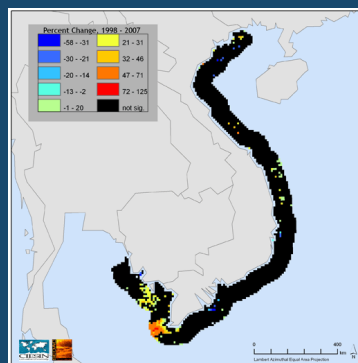 Percent Change, 1998 - 2007
-58 - -31
-30 - -21
-20 - -14
-13 - -2
-1 - 20
21 - 31
32 - 46
47 - 71
72 - 125
not sig.
0 400
km
Lambert Azimuthal Equal Area Projection
N
CIESIN